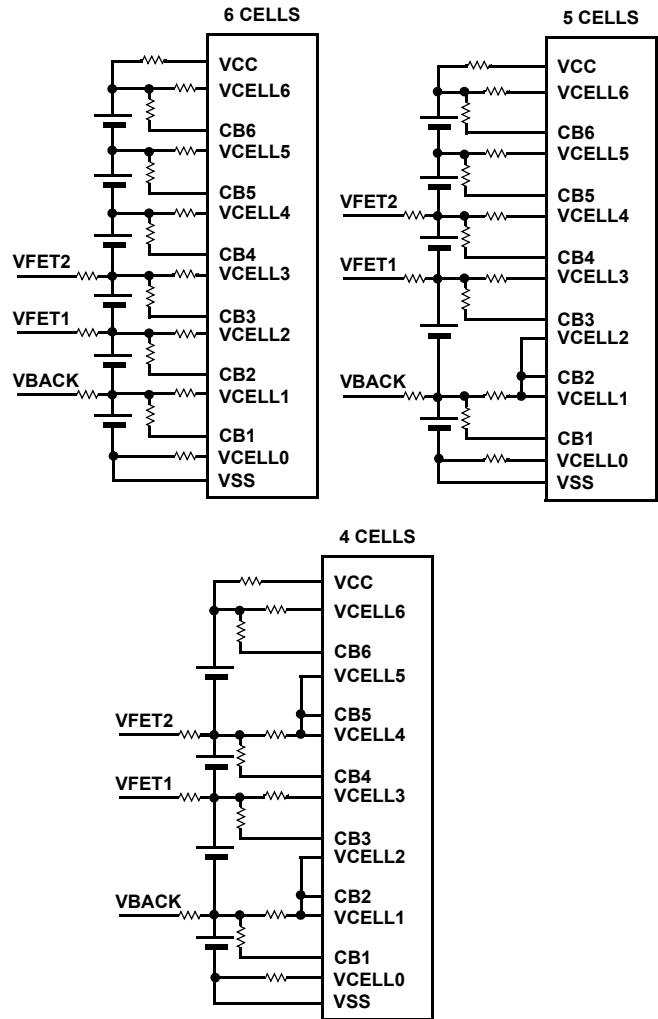 6 CELLS
VCC
VCELL6
CB6
VCELL5
CB5
VCELL4
CB4
VFET2
VCELL3
CB3
VFET1
VCELL2
CB2
VBACK
VCELL1
CB1
VCELL0
VSS
5 CELLS
VCC
VCELL6
CB6
VCELL5
CB5
VFET2
VCELL4
CB4
VFET1
VCELL3
CB3
VCELL2
CB2
VBACK
VCELL1
CB1
VCELL0
VSS
4 CELLS
VCC
VCELL6
CB6
VCELL5
CB5
VFET2
VCELL4
CB4
VFET1
VCELL3
CB3
VCELL2
CB2
VBACK
VCELL1
CB1
VCELL0
VSS